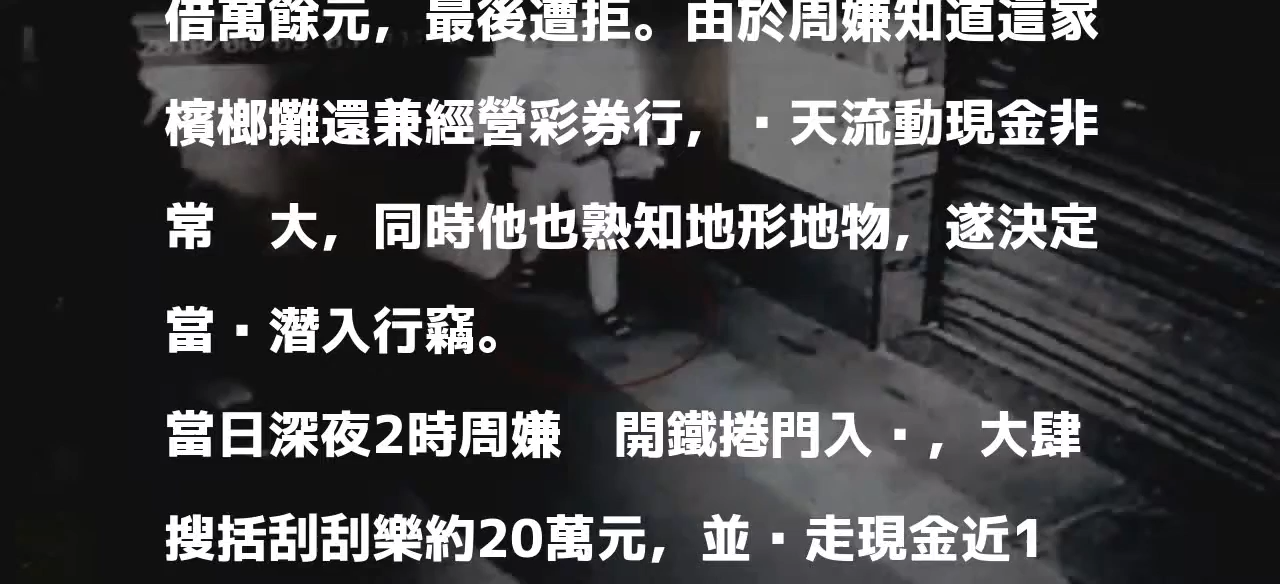 借萬餘元，最後遭拒。由於周嫌知道這家
檳榔攤還兼經營彩券行，·天流動現金非
常　大，同時他也熟知地形地物，遂決定
當·潛入行竊。
當日深夜2時周嫌　開鐵捲門入·，大肆
搜括刮刮樂約20萬元，並·走現金近1